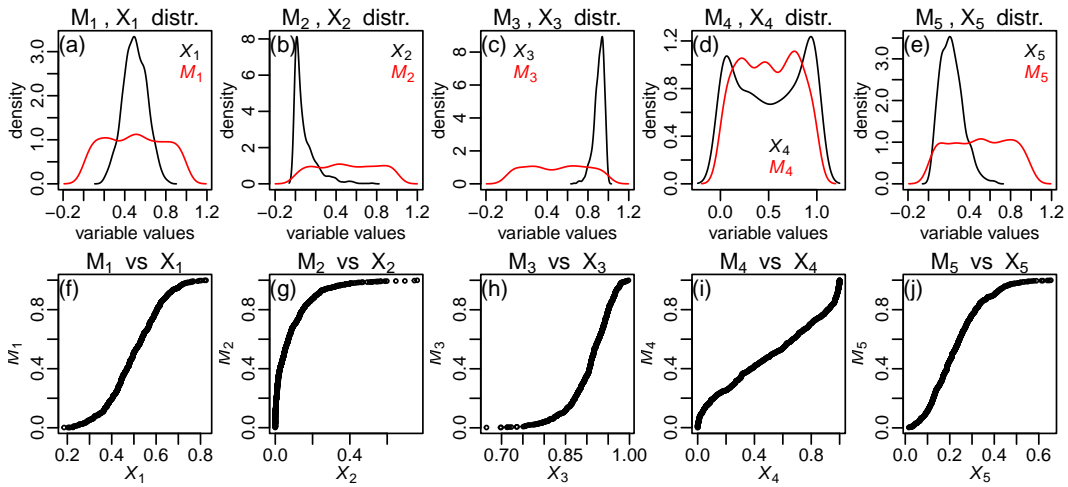 M1 , X1 distr.
M2 , X2 distr.
M3 , X3 distr.
M4 , X4 distr.
M5 , X5 distr.
(a)
X1
M1
density
0.0 1.0 2.0 3.0
−0.2 0.4 0.8 1.2
variable values
(b)
X2
M2
density
0 2 4 6 8
−0.2 0.4 0.8 1.2
variable values
(c)
X3
M3
density
0 2 4 6 8
−0.2 0.4 0.8 1.2
variable values
(d)
X4
M4
density
0.0 0.4 0.8 1.2
0.0 0.5 1.0
variable values
(e)
X5
M5
density
0.0 1.0 2.0 3.0
−0.2 0.4 0.8 1.2
variable values
M1 vs X1
M2 vs X2
M3 vs X3
M4 vs X4
M5 vs X5
(f)
M1
0.0 0.4 0.8
0.2 0.4 0.6 0.8
X1
(g)
M2
0.0 0.4 0.8
0.0 0.4
X2
(h)
M3
0.0 0.4 0.8
0.70 0.85 1.00
X3
(i)
M4
0.0 0.4 0.8
0.0 0.4 0.8
X4
(j)
M5
0.0 0.4 0.8
0.0 0.2 0.4 0.6
X5